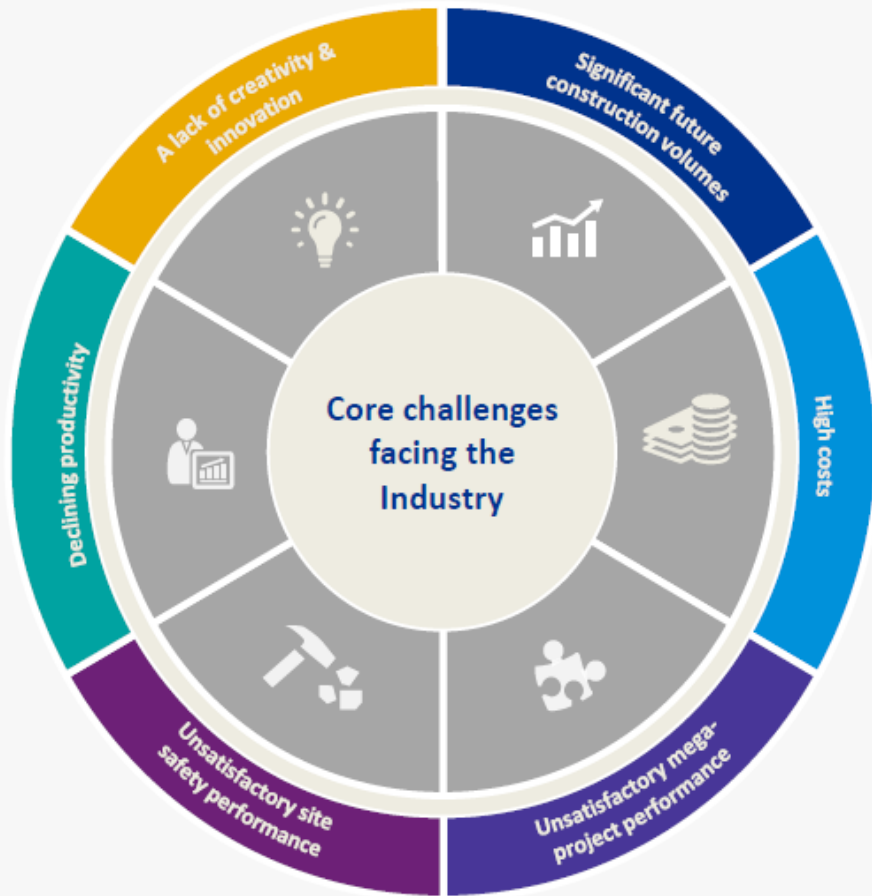 Core challenges
facing the
Industry
Significant future
construction volumes
High costs
Unsatisfactory mega-
project performance
Unsatisfactory site
safety performance
Declining productivity
A lack of creativity &
innovation